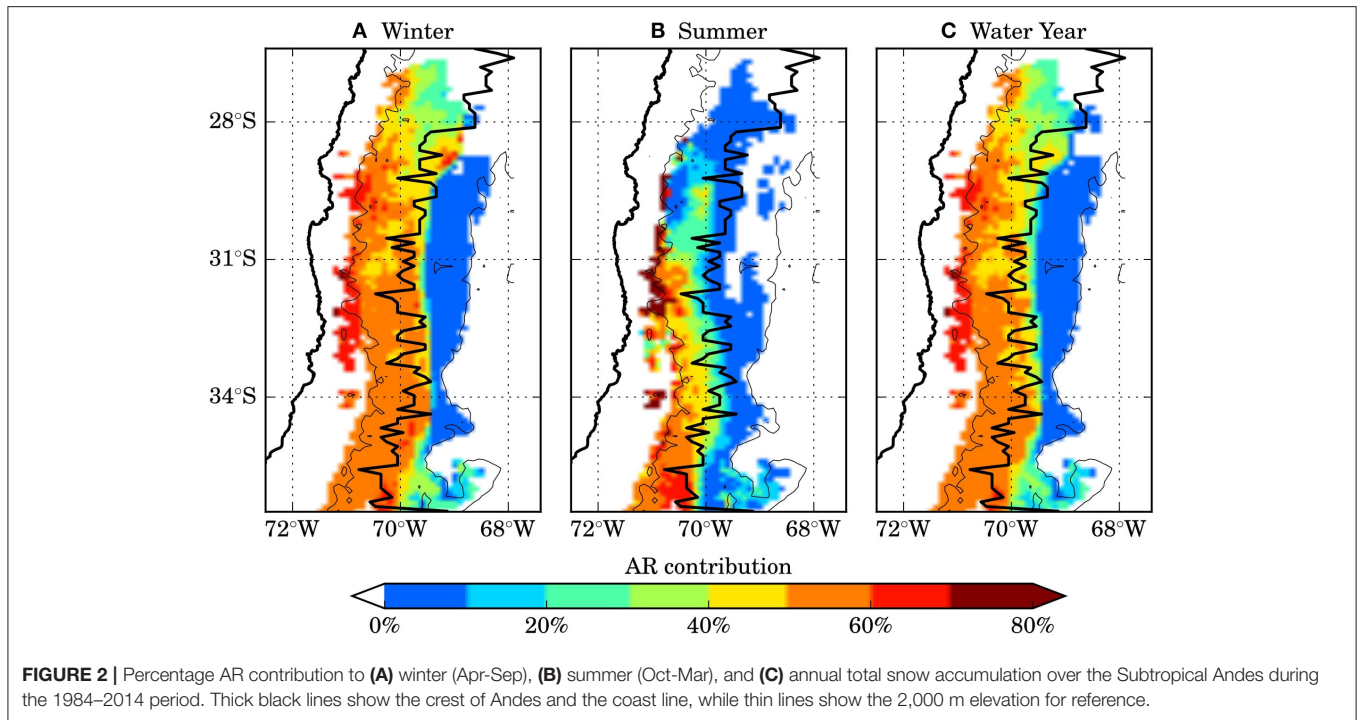 A Winter
B Summer
C Water Year
28°S
31°S
34°S
72°W 70°W 68°W
72°W 70°W 68°W
72°W 70°W 68°W
AR contribution
0% 20% 40% 60% 80%
FIGURE 2 | Percentage AR contribution to (A) winter (Apr-Sep), (B) summer (Oct-Mar), and (C) annual total snow accumulation over the Subtropical Andes during
the 1984–2014 period. Thick black lines show the crest of Andes and the coast line, while thin lines show the 2,000 m elevation for reference.